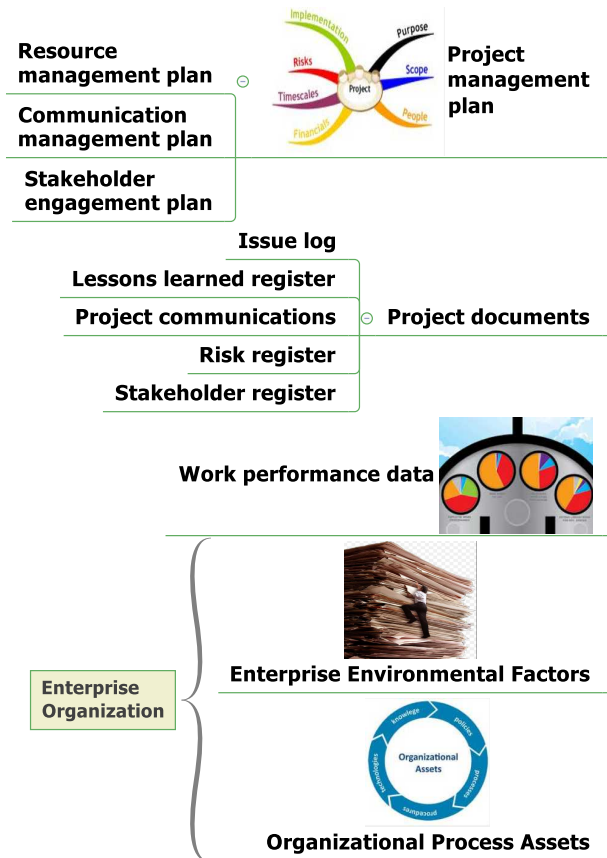 Resource
management plan
Communication
management plan
Stakeholder
engagement plan
Implementation
Risks
Timescales
Financials
Project
Purpose
Scope
People
Project
management
plan
Issue log
Lessons learned register
Project communications
Risk register
Stakeholder register
Project documents
Work performance data
Enterprise
Organization
Enterprise Environmental Factors
knowlege
policies
processes
procedures
technologies
Organizational
Assets
Organizational Process Assets